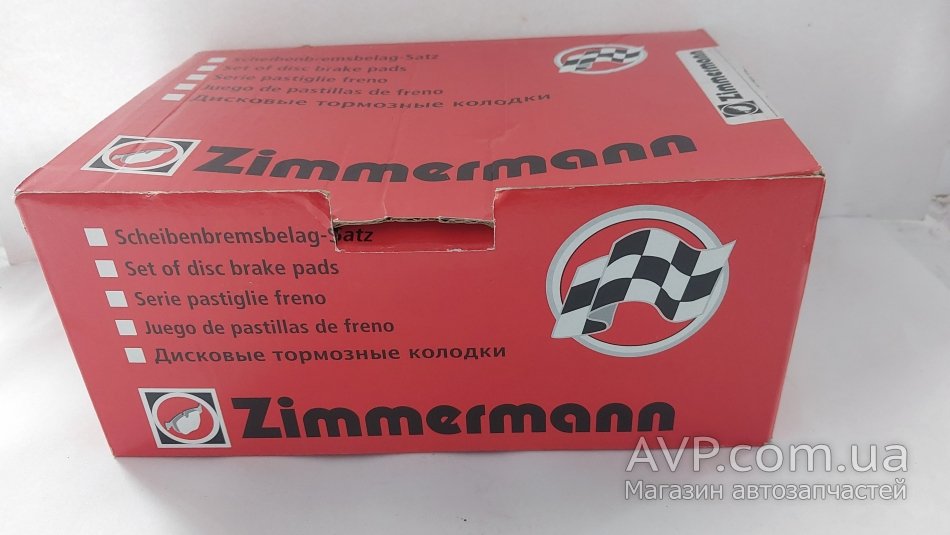 Scheibenbremsbelag-Satz
Set of disc brake pads
Serie pastiglie freno
Juego de pastillas de freno
Дисковые тормозные колодки
Zimmermann
Zimmermann
Scheibenbremsbelag-Satz
Set of disc brake pads
Serie pastiglie freno
Juego de pastillas de freno
Дисковые тормозные колодки
Zimmermann
AVP.com.ua
Магазин автозапчастей